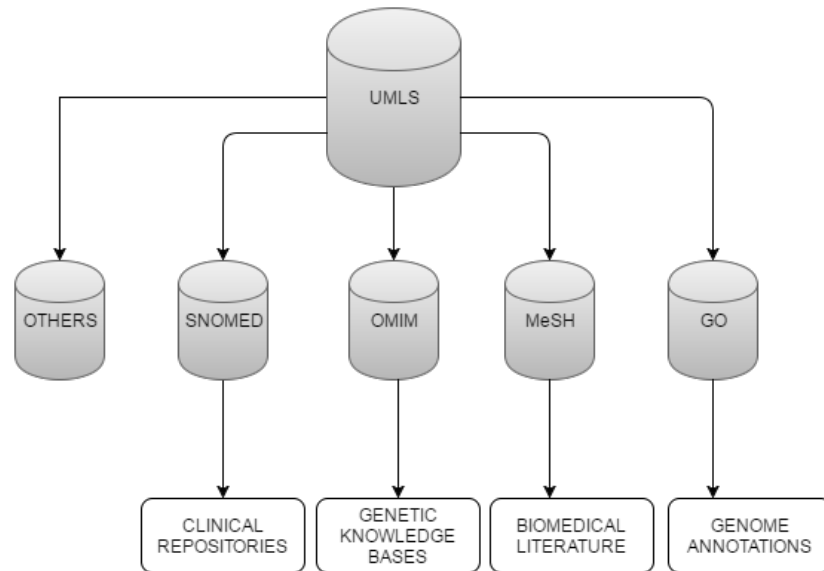 UMLS
OTHERS
SNOMED
OMIM
MeSH
GO
CLINICAL
REPOSITORIES
GENETIC
KNOWLEDGE
BASES
BIOMEDICAL
LITERATURE
GENOME
ANNOTATIONS